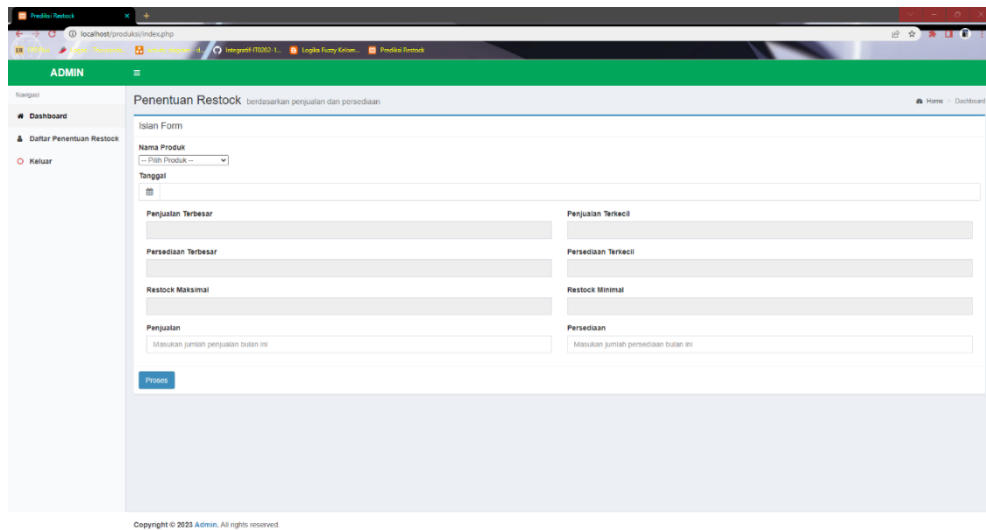 Prediksi Restock
localhost/produksi/index.php
Integratif-IT0202-1...
Logika Fuzzy Kelom...
Prediksi Restock
ADMIN
Navigasi
Penentuan Restock berdasarkan penjualan dan persediaan
Home > Dashboard
Dashboard
Daftar Penentuan Restock
Keluar
Isian Form
Nama Produk
-- Pilih Produk --
Tanggal
Penjualan Terbesar
Penjualan Terkecil
Persediaan Terbesar
Persediaan Terkecil
Restock Maksimal
Restock Minimal
Penjualan
Persediaan
Masukan jumlah penjualan bulan ini
Masukan jumlah persediaan bulan ini
Proses
Copyright © 2023 Admin. All rights reserved.